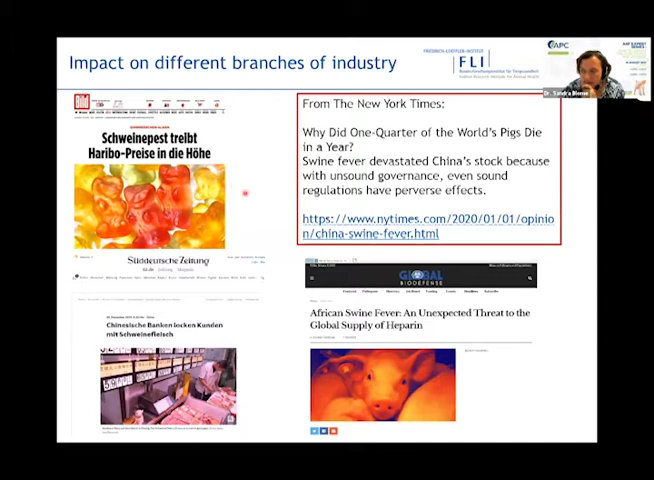 Impact on different branches of industry
FRIEDRICH-LOEFFLER-INSTITUT
FLI
Bundesforschungsinstitut für Tiergesundheit
Federal Research Institute for Animal Health
APC
Sandra Blome
Bild
Schweinepest treibt
Haribo-Preise in die Höhe
From The New York Times:
Why Did One-Quarter of the World's Pigs Die
in a Year?
Swine fever devastated China's stock because
with unsound governance, even sound
regulations have perverse effects.
https://www.nytimes.com/2020/01/01/opinio
n/china-swine-fever.html
Süddeutsche Zeitung
Chinesische Banken locken Kunden
mit Schweinefleisch
GLOBAL
BIODEFENSE
African Swine Fever: An Unexpected Threat to the
Global Supply of Heparin